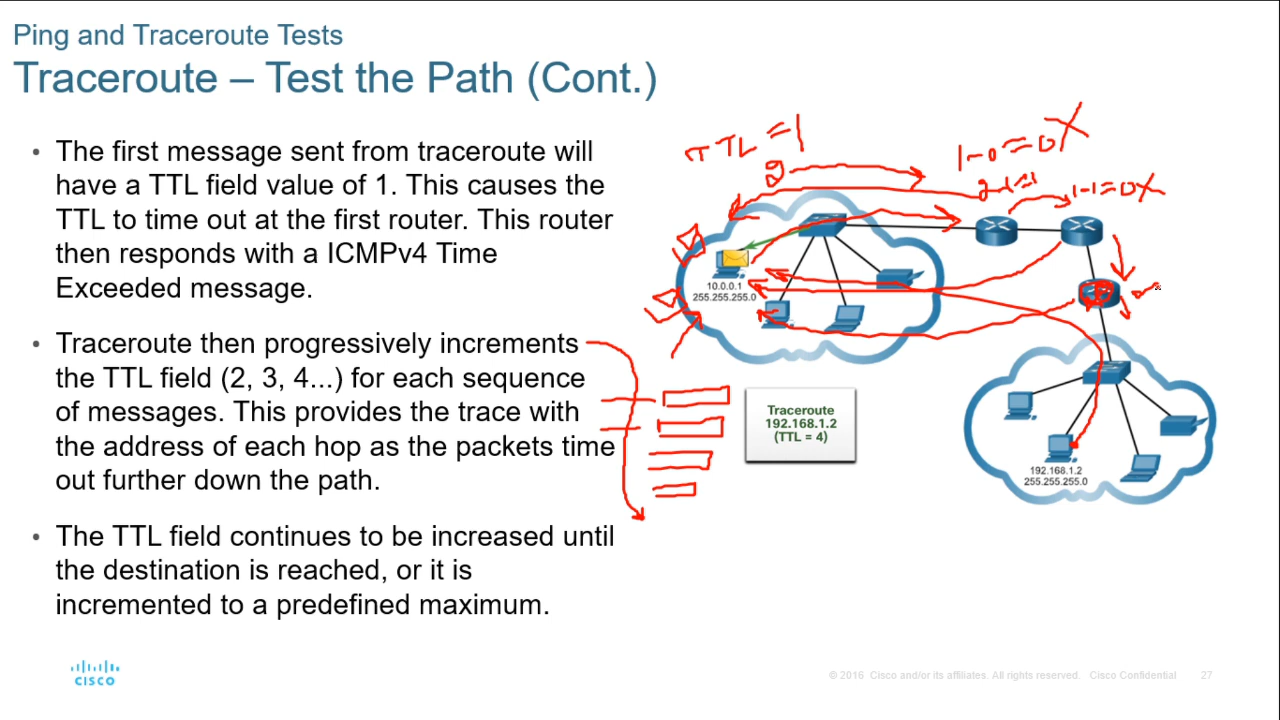 Ping and Traceroute Tests
Traceroute – Test the Path (Cont.)
• The first message sent from traceroute will
have a TTL field value of 1. This causes the
TTL to time out at the first router. This router
then responds with a ICMPv4 Time
Exceeded message.
• Traceroute then progressively increments
the TTL field (2, 3, 4...) for each sequence
of messages. This provides the trace with
the address of each hop as the packets time
out further down the path.
• The TTL field continues to be increased until
the destination is reached, or it is
incremented to a predefined maximum.
TTL =1
2
1-0=0X
2-1=1
1-1=0X
10.0.0.1
255.255.255.0
Traceroute
192.168.1.2
(TTL = 4)
192.168.1.2
255.255.255.0
CISCO
© 2016 Cisco and/or its affiliates. All rights reserved. Cisco Confidential 27